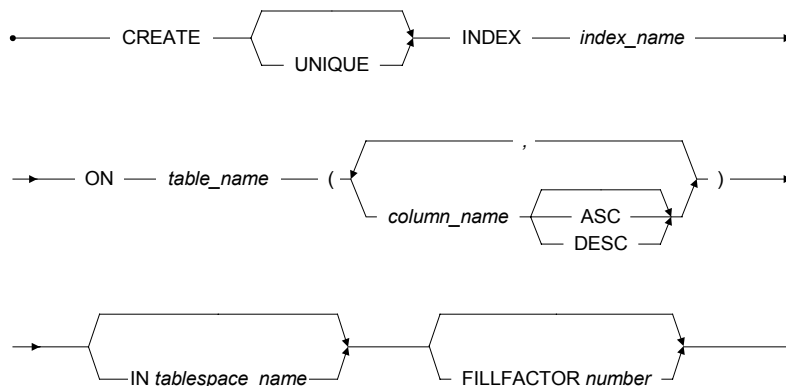 CREATE UNIQUE INDEX index_name
ON table_name ( column_name ASC DESC , )
IN tablespace_name FILLFACTOR number